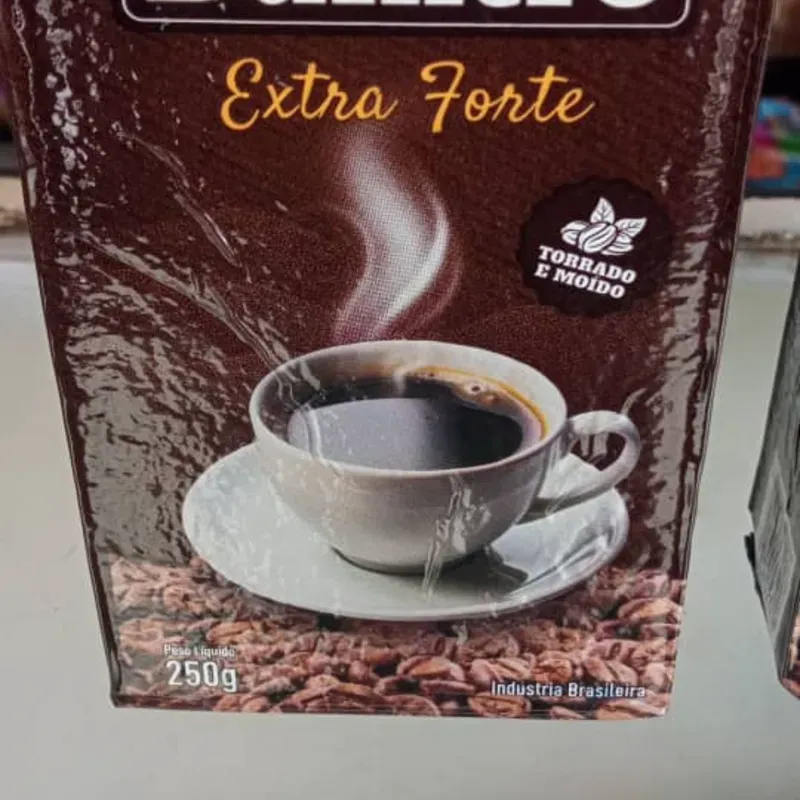 Extra Forte
TORRADO
E MOÍDO
Peso Líquido
250g
Indústria Brasileira